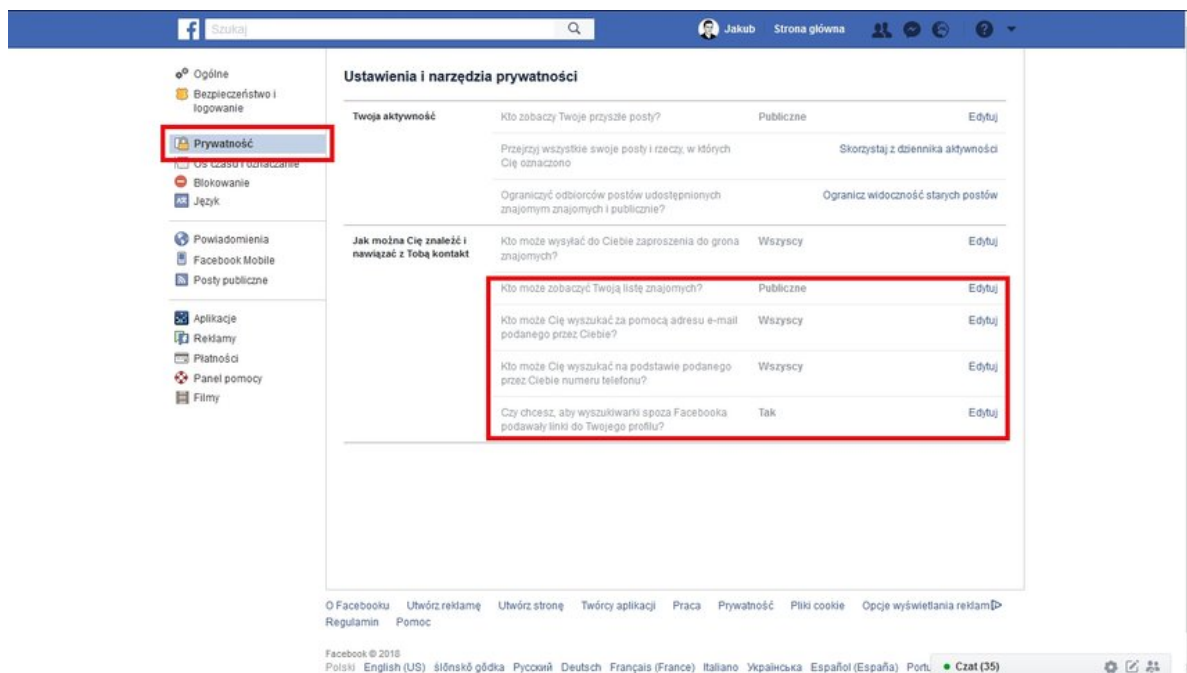 f Szukaj Jakub Strona główna
Ogólne
Bezpieczeństwo i
logowanie
Prywatność
Oś czasu i oznaczanie
Blokowanie
Język
Powiadomienia
Facebook Mobile
Posty publiczne
Aplikacje
Reklamy
Płatności
Panel pomocy
Filmy
Ustawienia i narzędzia prywatności
Twoja aktywność Kto zobaczy Twoje przyszłe posty? Publiczne Edytuj
Przejrzyj wszystkie swoje posty i rzeczy, w których Skorzystaj z dziennika aktywności
Cię oznaczono
Ograniczyć odbiorców postów udostępnionych Ogranicz widoczność starych postów
znajomym znajomych i publicznie?
Jak można Cię znaleźć i Kto może wysyłać do Ciebie zaproszenia do grona Wszyscy Edytuj
nawiązać z Tobą kontakt znajomych?
Kto może zobaczyć Twoją listę znajomych? Publiczne Edytuj
Kto może Cię wyszukać za pomocą adresu e-mail Wszyscy Edytuj
podanego przez Ciebie?
Kto może Cię wyszukać na podstawie podanego Wszyscy Edytuj
przez Ciebie numeru telefonu?
Czy chcesz, aby wyszukiwarki spoza Facebooka Tak Edytuj
podawały linki do Twojego profilu?
O Facebooku Utwórz reklamę Utwórz stronę Twórcy aplikacji Praca Prywatność Pliki cookie Opcje wyświetlania reklam
Regulamin Pomoc
Facebook © 2018
Polski English (US) ślōnskŏ gŏdka Русский Deutsch Français (France) Italiano Українська Español (España) Portu
Czat (35)